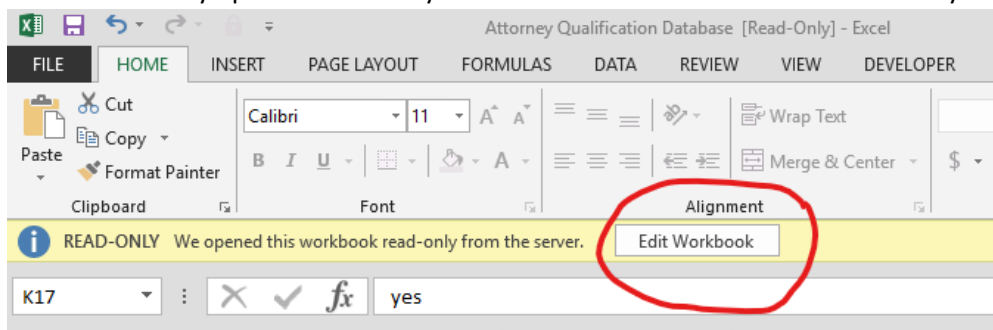 Attorney Qualification Database [Read-Only] - Excel
FILE HOME INSERT PAGE LAYOUT FORMULAS DATA REVIEW VIEW DEVELOPER
Cut
Copy
Paste
Format Painter
Calibri 11 A A
B I U A
Wrap Text
Merge & Center $
Clipboard Font Alignment
READ-ONLY We opened this workbook read-only from the server. Edit Workbook
K17 fx yes